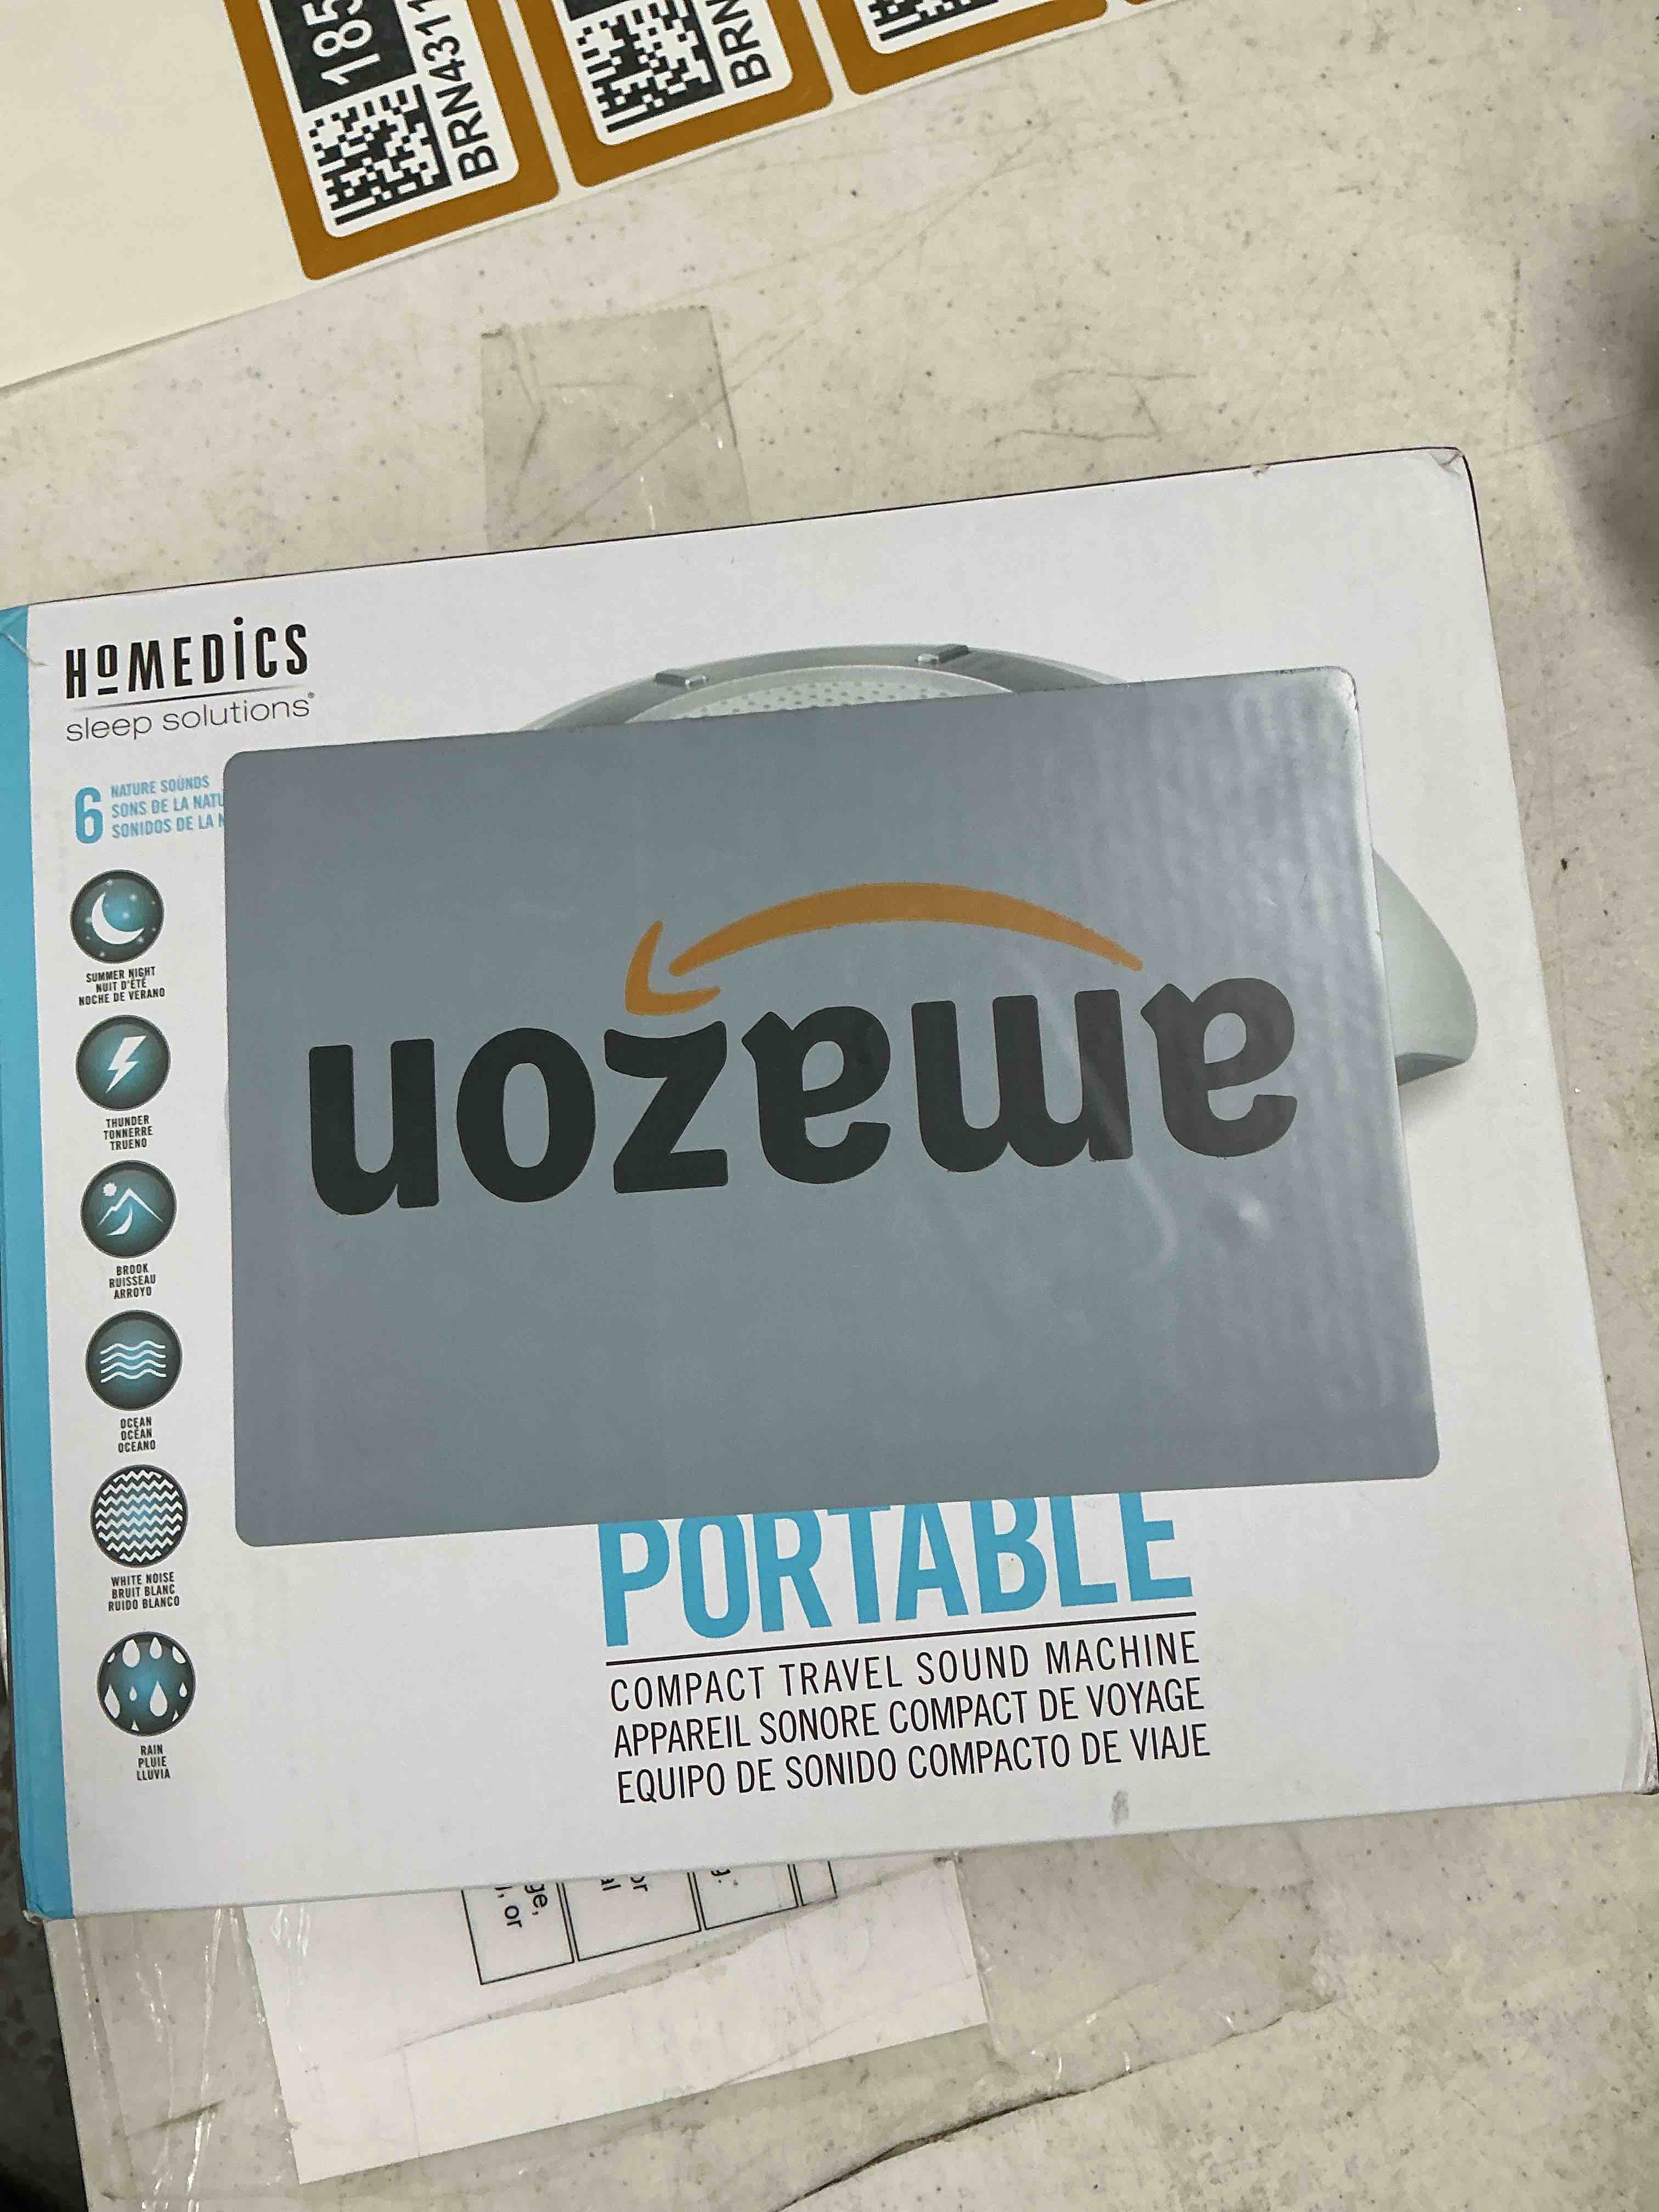 185
BRN4311
BRN
HOMEDICS
sleep solutions®
6 NATURE SOUNDS
SONS DE LA
SONIDOS DE LA
SUMMER NIGHT
NUIT D'ÉTÉ
NOCHE DE VERANO
THUNDER
TONNERRE
TRUENO
BROOK
RUISSEAU
ARROYO
OCEAN
OCÉAN
OCEANO
WHITE NOISE
BRUIT BLANC
RUIDO BLANCO
RAIN
PLUIE
LLUVIA
amazon
PORTABLE
COMPACT TRAVEL SOUND MACHINE
APPAREIL SONORE COMPACT DE VOYAGE
EQUIPO DE SONIDO COMPACTO DE VIAJE
or